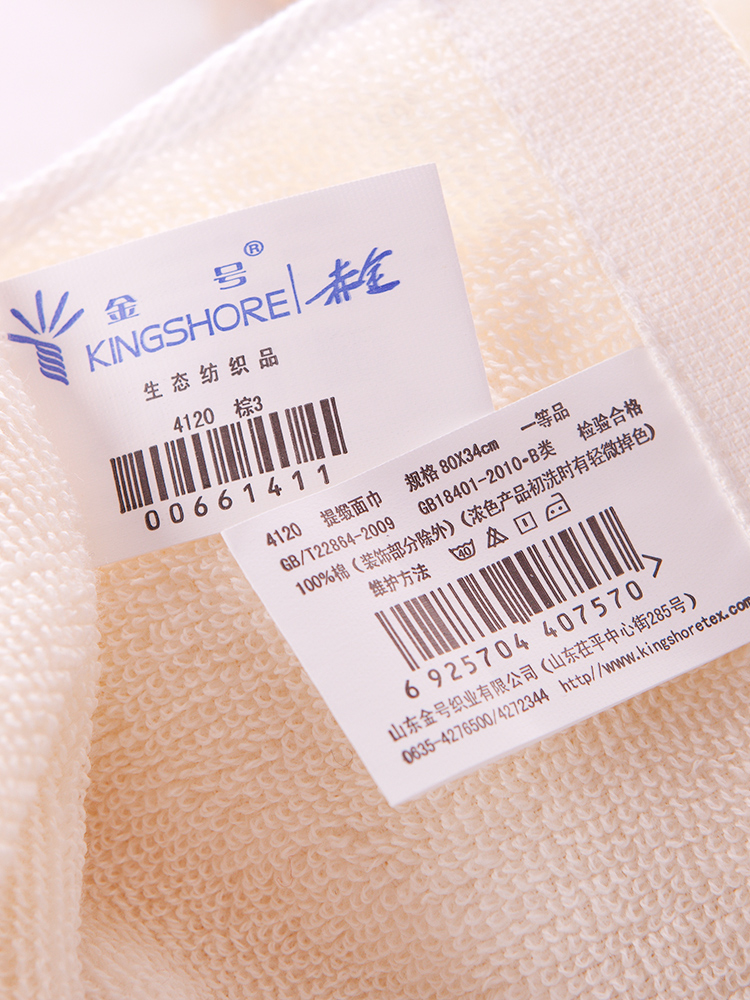 金号®
KINGSHORE|赤金
生态纺织品
4120 棕3
00661411
4120 提缎面巾 规格 80X34cm 一等品
GB/T22864-2009 GB18401-2010-B类 检验合格
100%棉(装饰部分除外)(浓色产品初洗时有轻微掉色)
维护方法
6 925704 407570 >
山东金号织业有限公司(山东茌平中心街285号)
0635-4276500/4272344 http//www.kingshoretex.com